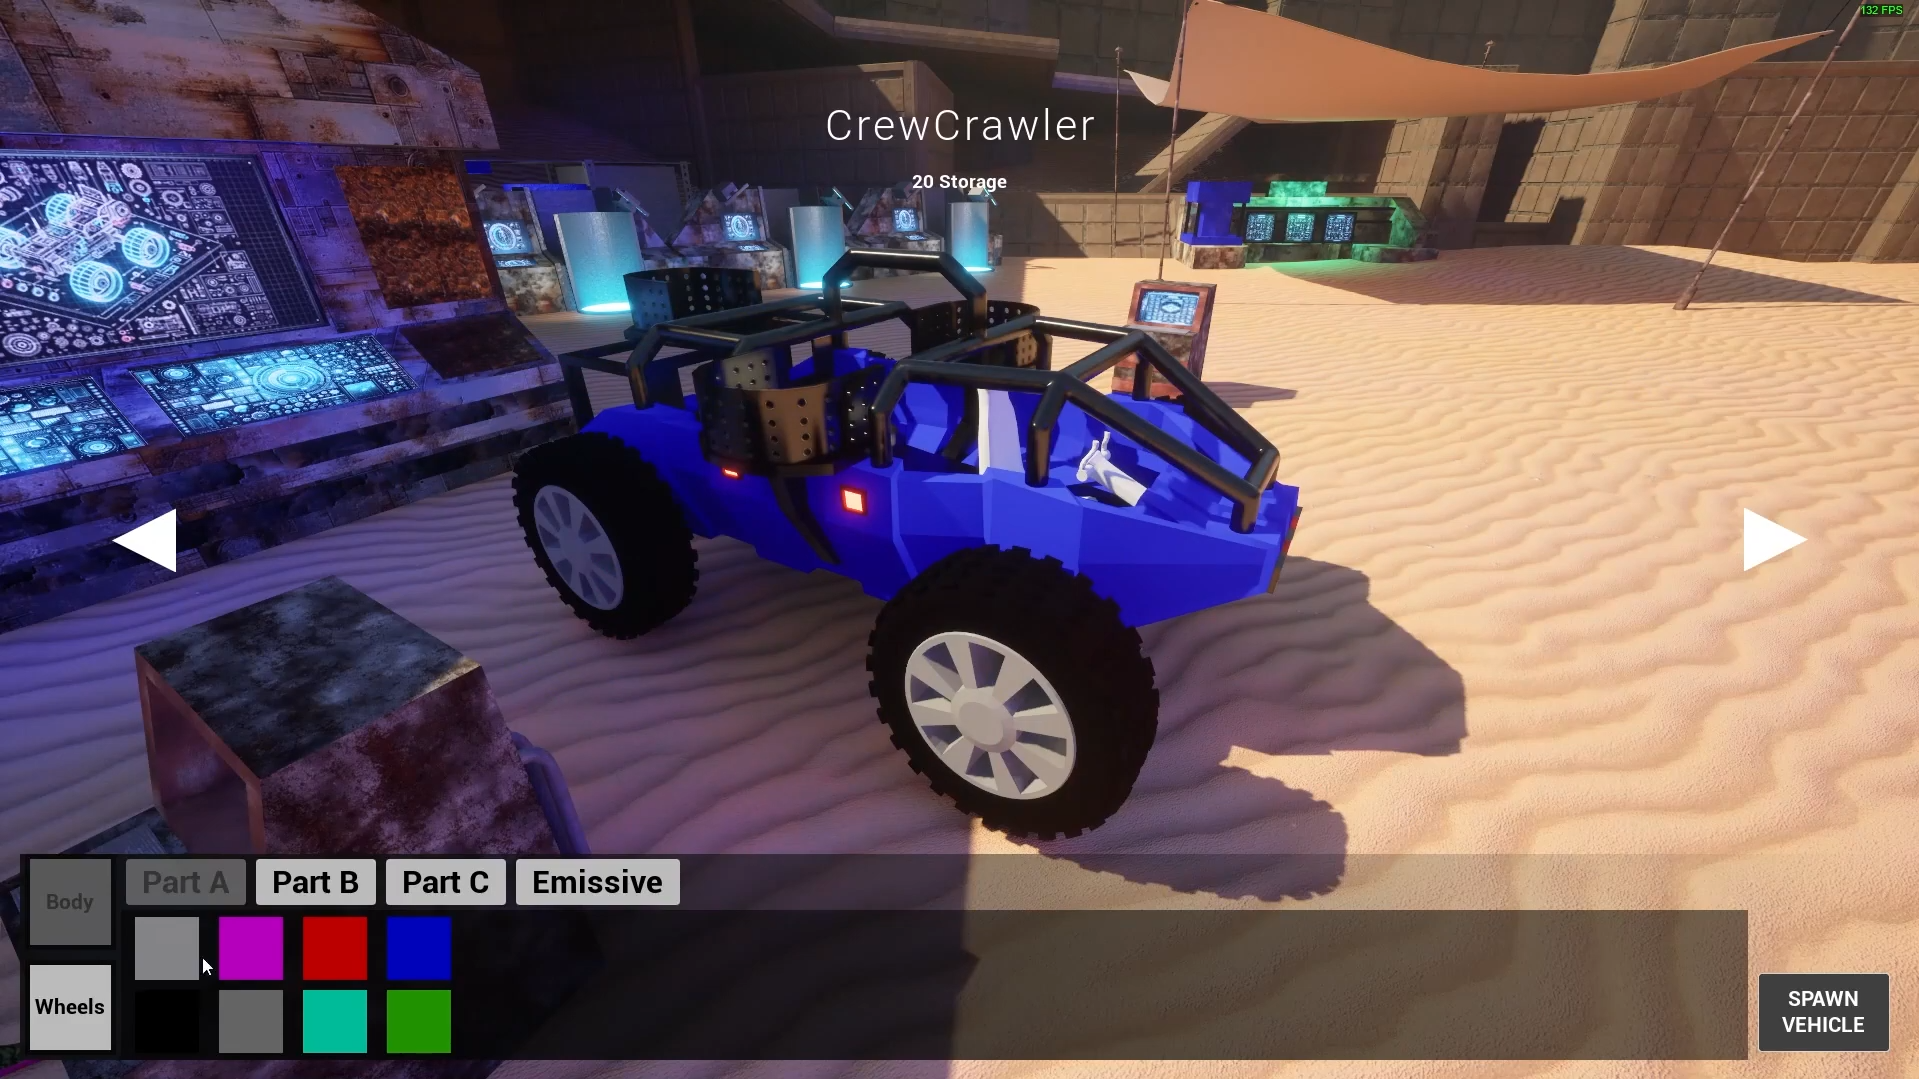 132 FPS
CrewCrawler
20 Storage
Body
Part A
Part B
Part C
Emissive
Wheels
SPAWN
VEHICLE